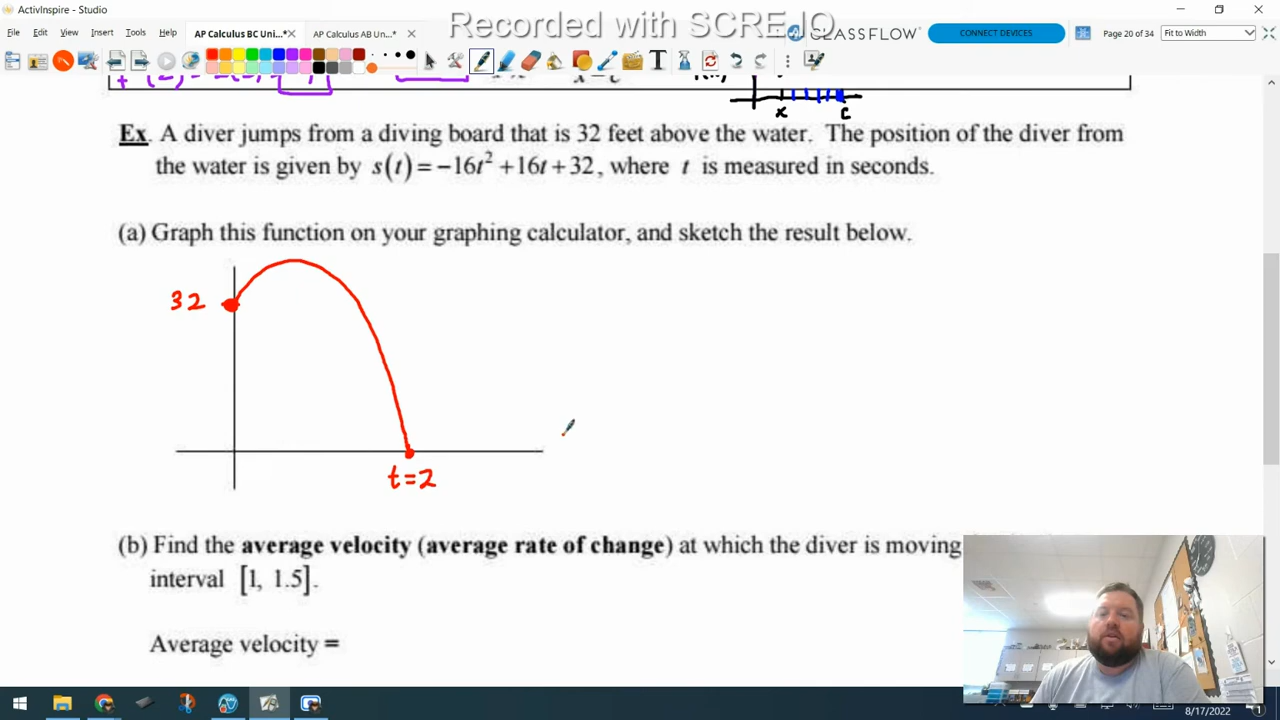 ActivInspire - Studio
Recorded with SCRE.IO
File Edit View Insert Tools Help
AP Calculus BC Uni...*
AP Calculus AB Un...*
CLASSFLOW
CONNECT DEVICES
Page 20 of 34
Fit to Width
x c
Ex. A diver jumps from a diving board that is 32 feet above the water. The position of the diver from
the water is given by s(t) = −16t² +16t + 32, where t is measured in seconds.
(a) Graph this function on your graphing calculator, and sketch the result below.
32
t=2
(b) Find the average velocity (average rate of change) at which the diver is moving
interval [1, 1.5].
Average velocity =
8/17/2022